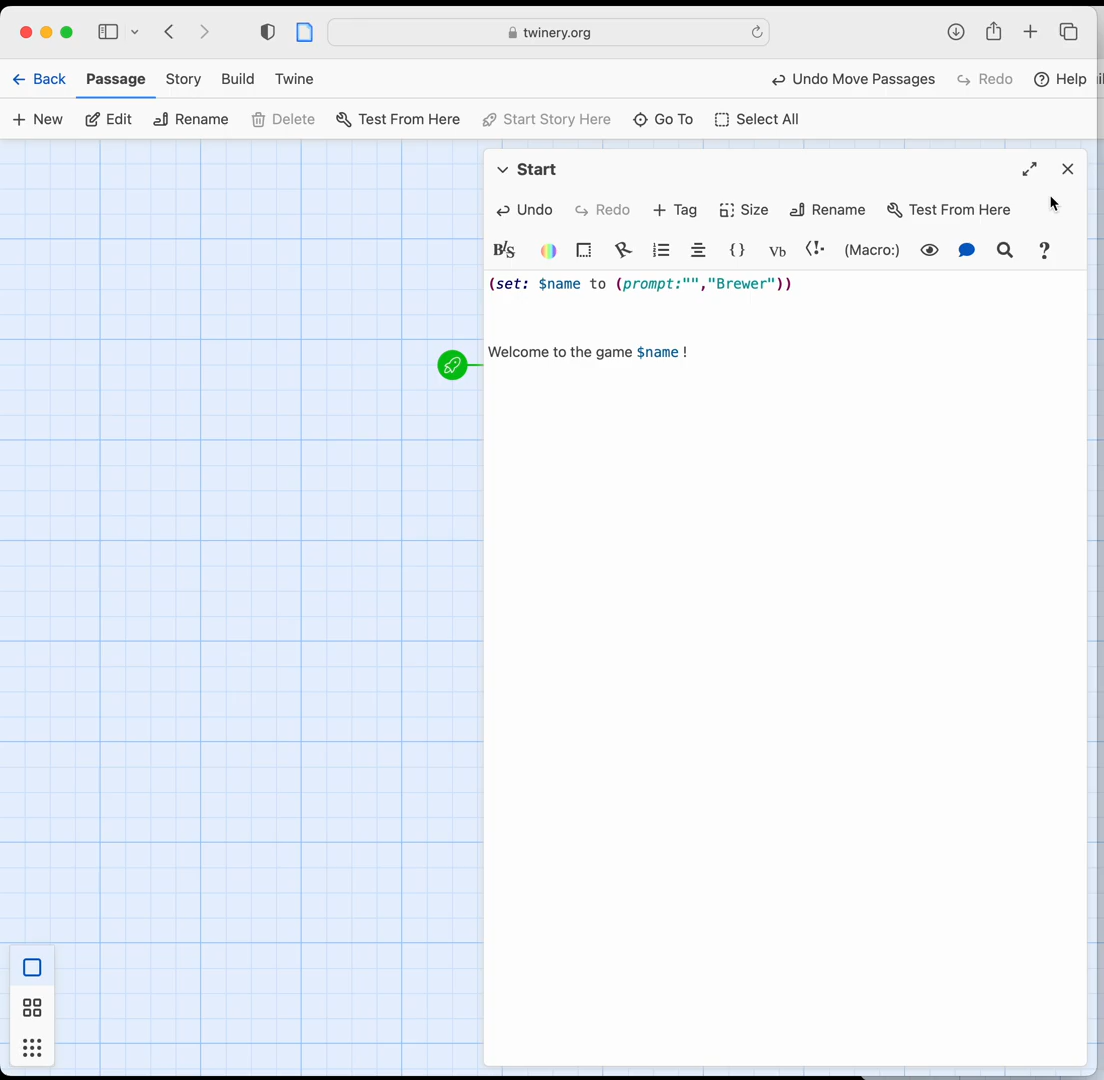 twinery.org
Back Passage Story Build Twine Undo Move Passages Redo Help
New Edit Rename Delete Test From Here Start Story Here Go To Select All
Start
Undo Redo Tag Size Rename Test From Here
BIS { } Vb (Macro:) ?
(set: $name to (prompt:"","Brewer"))
Welcome to the game $name !